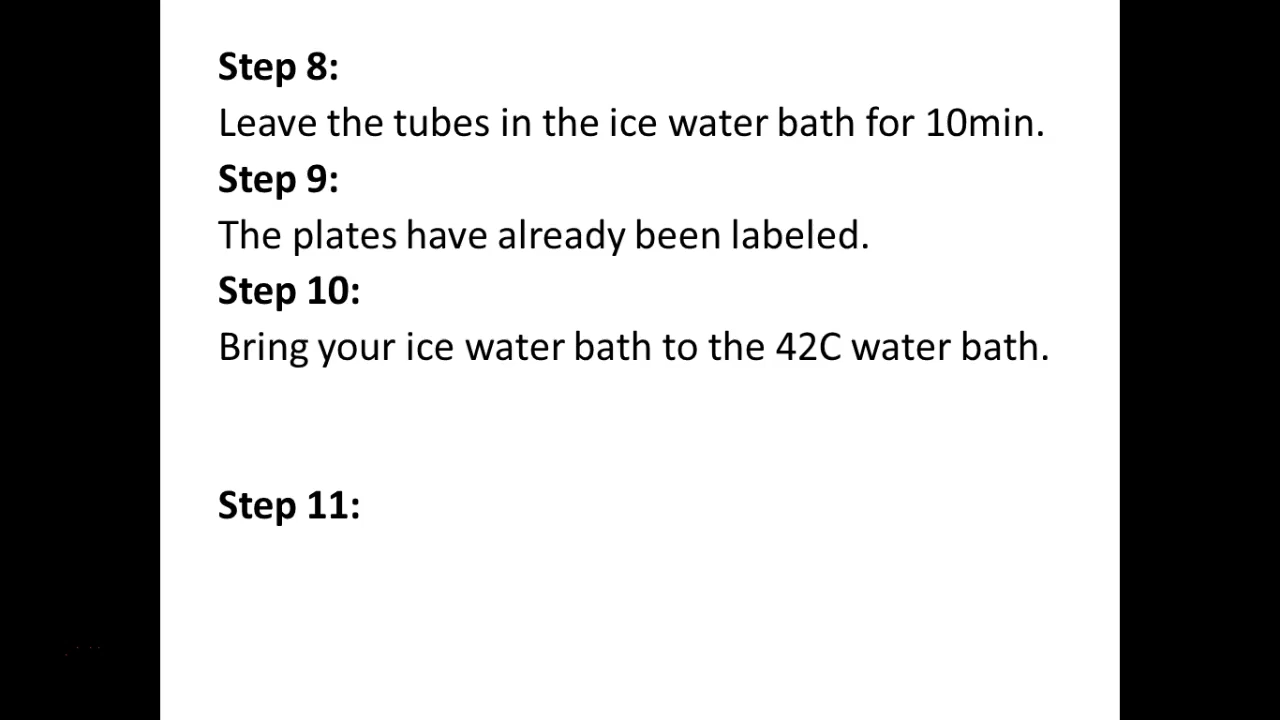 Step 8:
Leave the tubes in the ice water bath for 10min.
Step 9:
The plates have already been labeled.
Step 10:
Bring your ice water bath to the 42C water bath.
Step 11: